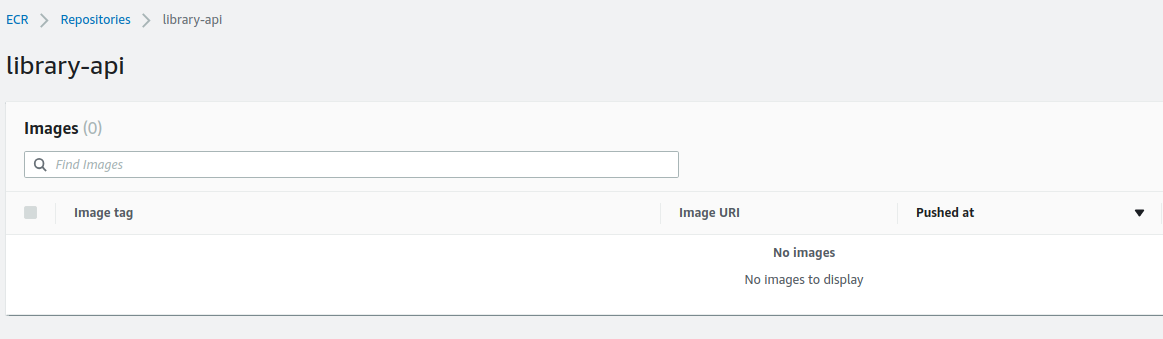 ECR > Repositories > library-api
library-api
Images (0)
Find Images
Image tag Image URI Pushed at
No images
No images to display